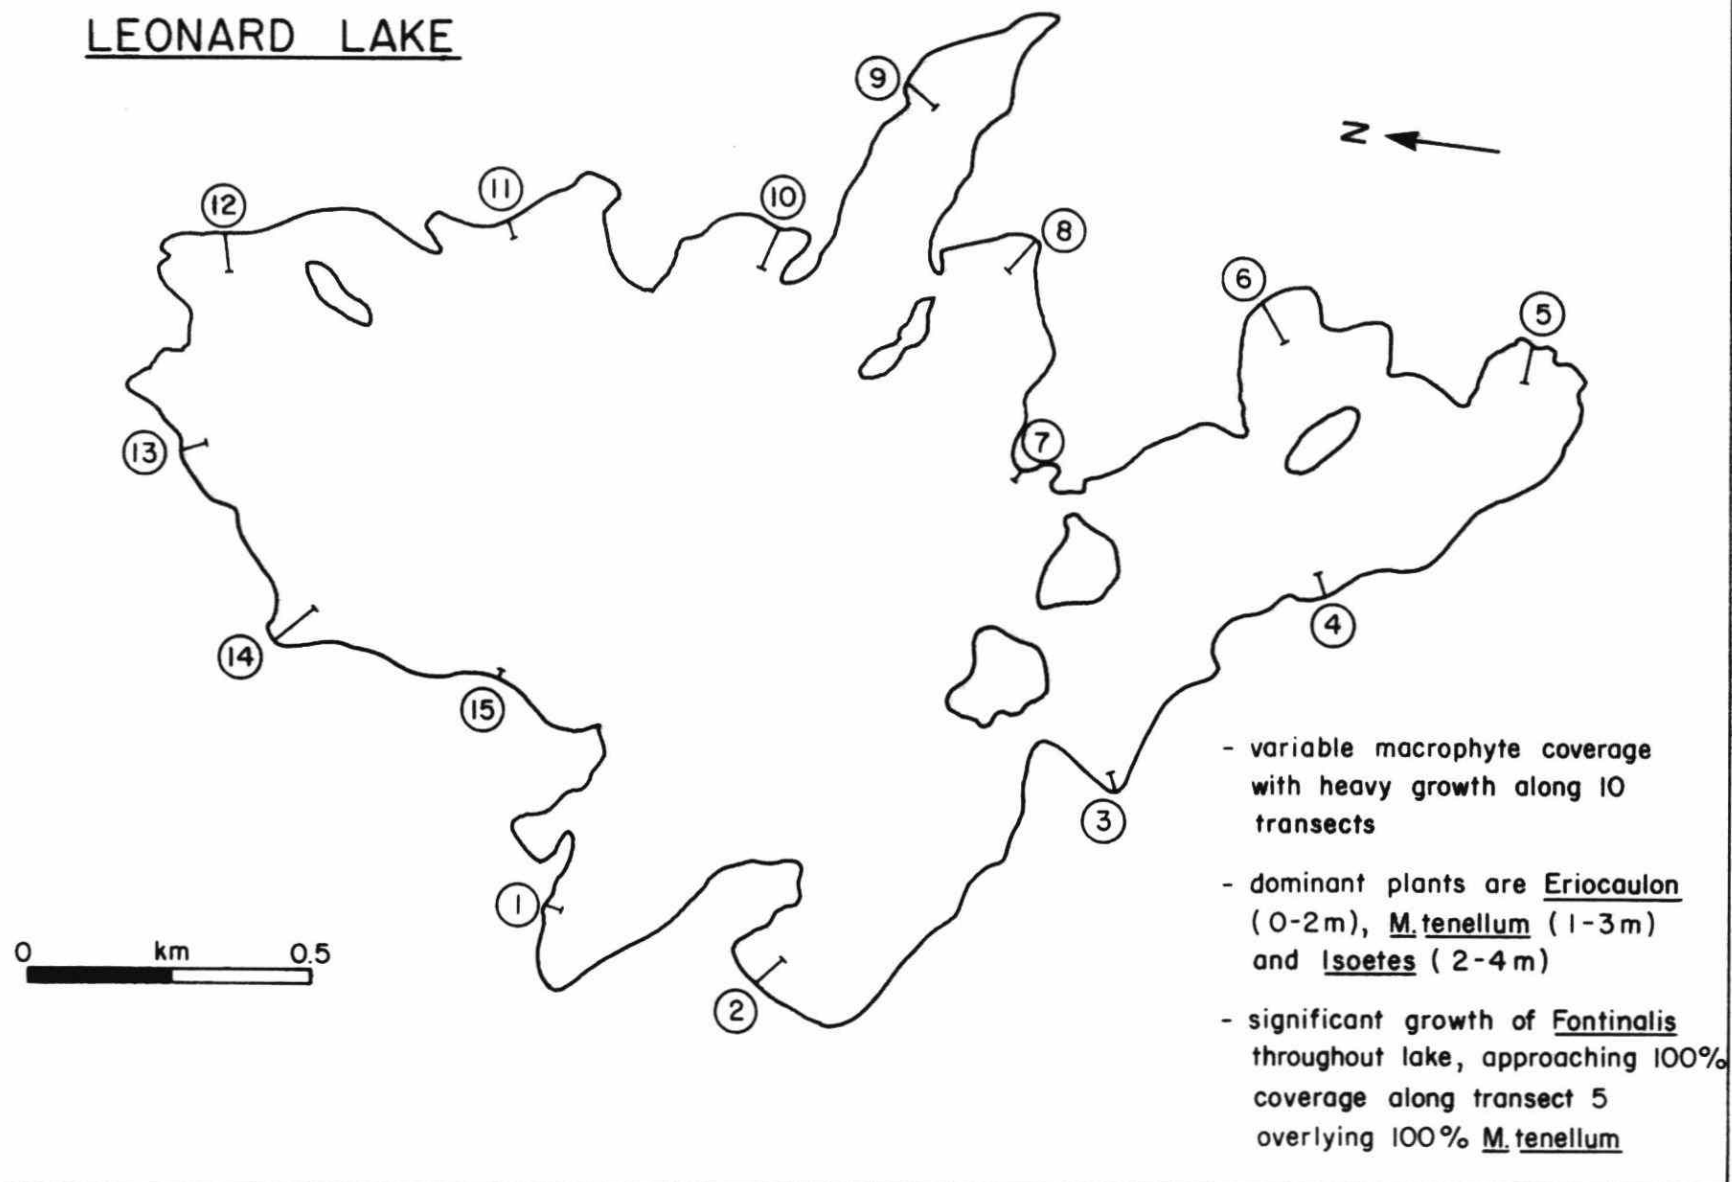 LEONARD LAKE
9
N
12
11
10
8
6
5
13
7
14
4
15
3
1
2
0 km 0.5
- variable macrophyte coverage
with heavy growth along 10
transects
- dominant plants are Eriocaulon
(0-2m), M. tenellum (1-3m)
and Isoetes (2-4m)
- significant growth of Fontinalis
throughout lake, approaching 100%
coverage along transect 5
overlying 100% M. tenellum